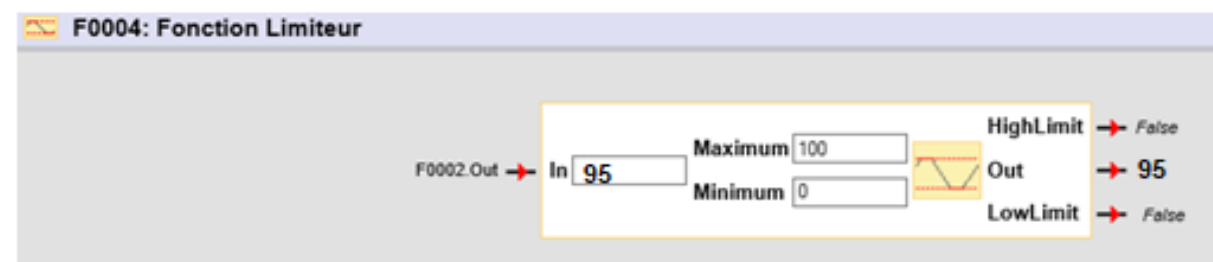 F0004: Fonction Limiteur
HighLimit False
Maximum 100
F0002.Out In 95 Out 95
Minimum 0
LowLimit False